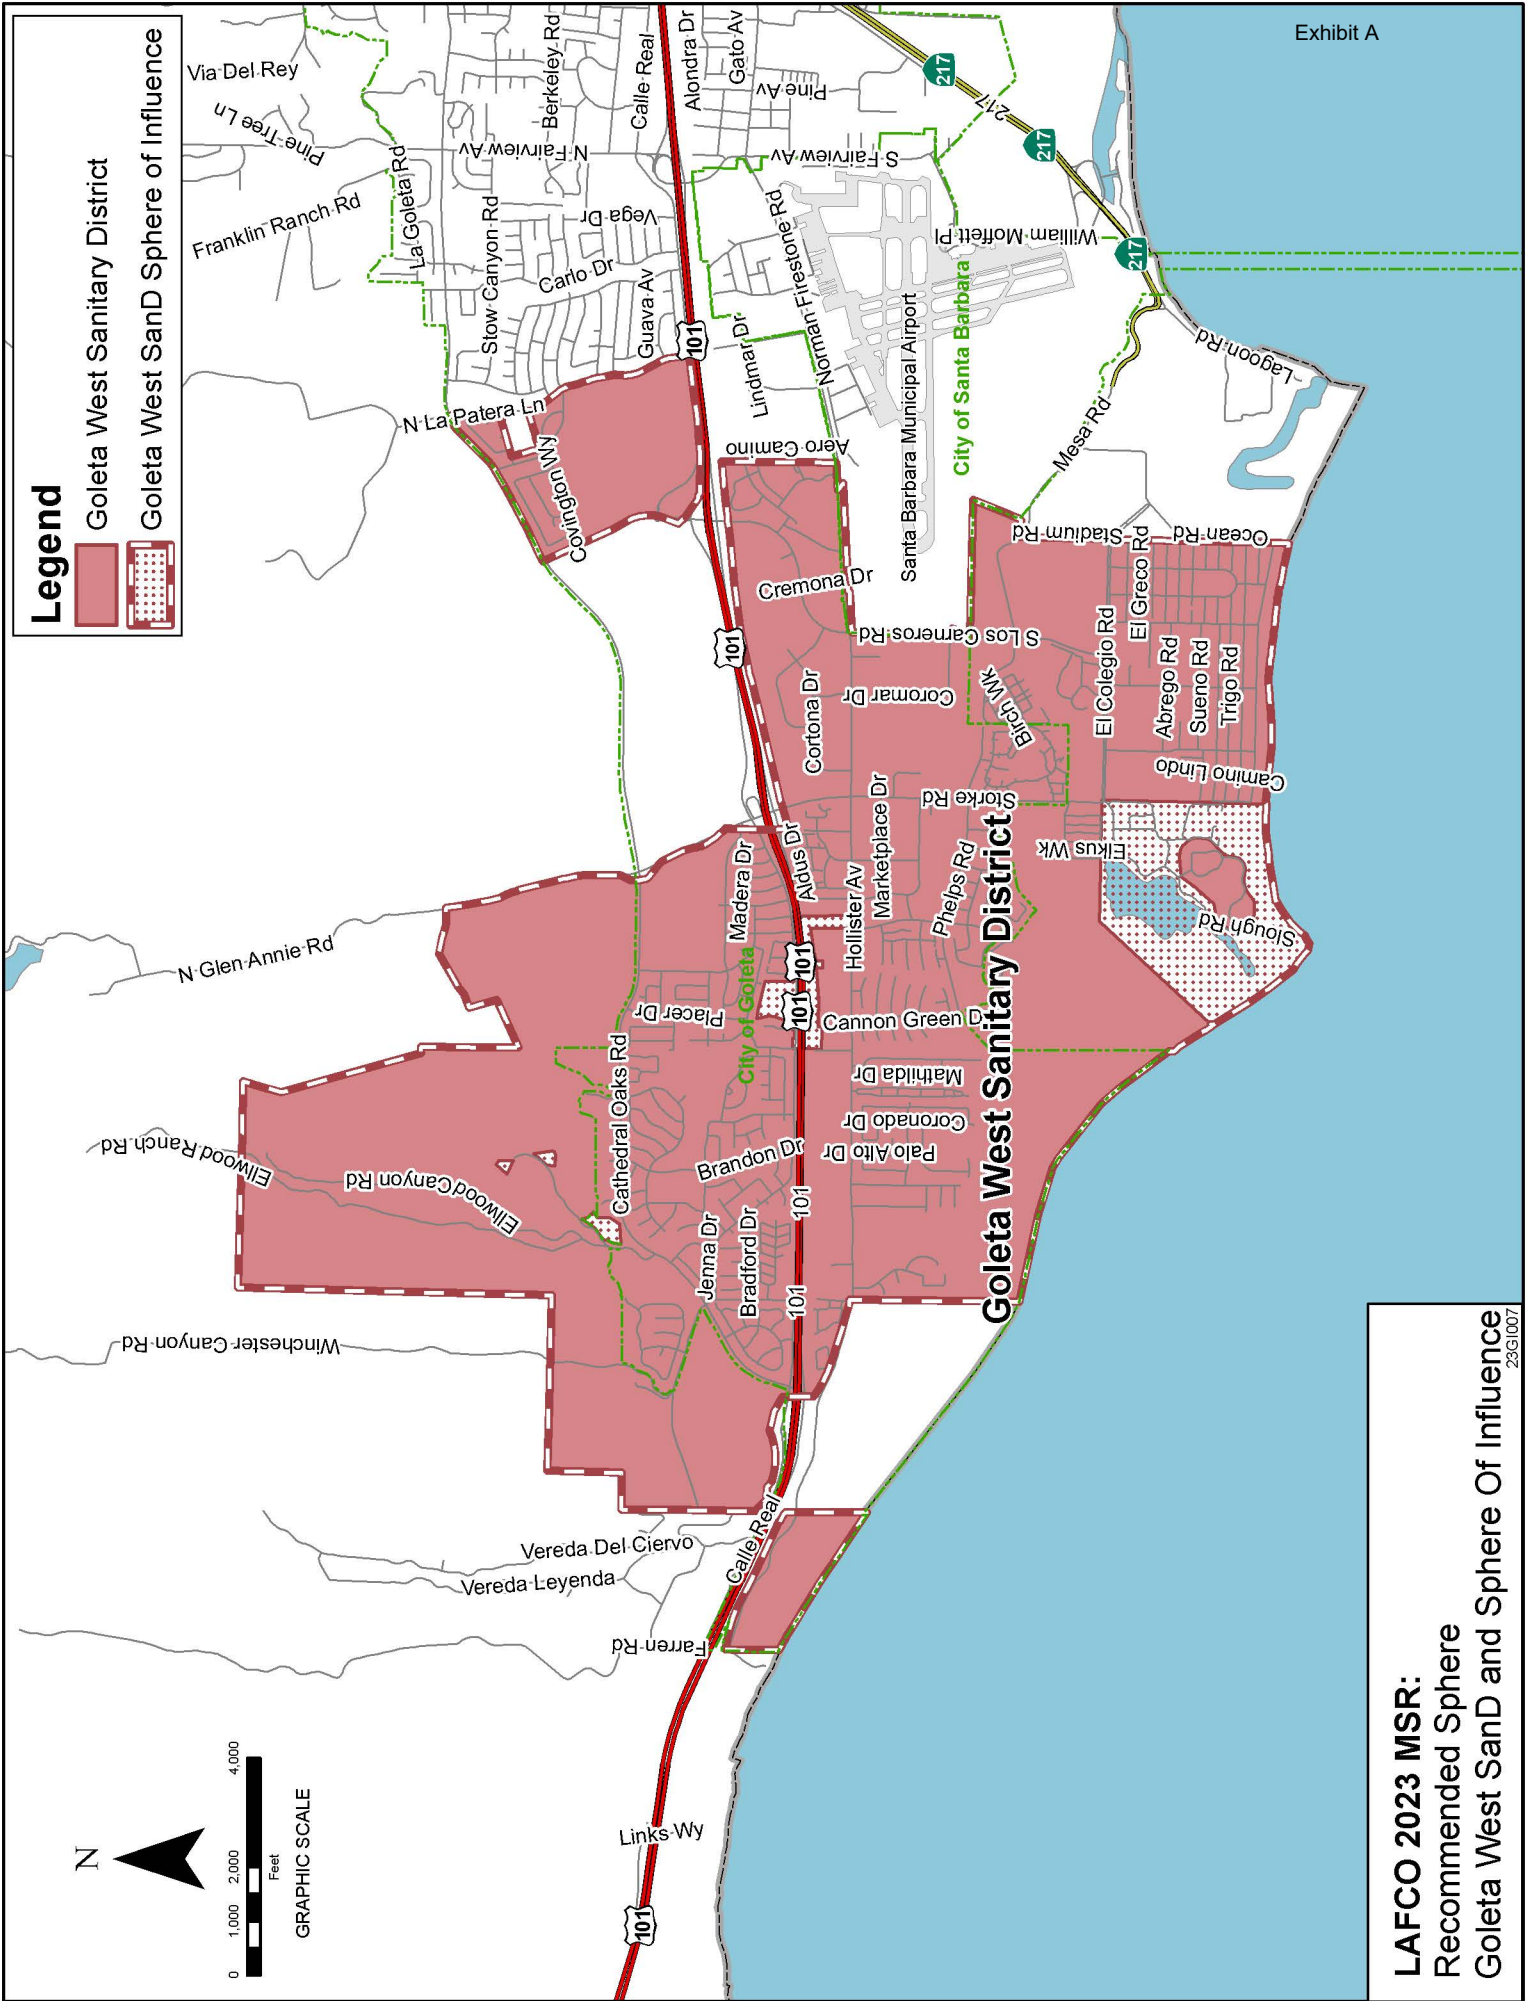 Exhibit A
Legend
Goleta West Sanitary District
Goleta West SanD Sphere of Influence
N
0 1,000 2,000 4,000
Feet
GRAPHIC SCALE
LAFCO 2023 MSR:
Recommended Sphere
Goleta West SanD and Sphere Of Influence
23GI007
Via Del Rey
Pine Tree Ln
Franklin Ranch Rd
La Goleta Rd
Berkeley Rd
N Fairview Av
Stow Canyon Rd
Vega Dr
Carlo Dr
Guava Av
Calle Real
Alondra Dr
Gato Av
Pine Av
S Fairview Av
217
217
217
217
William Moffett Pl
Norman Firestone Rd
Lindmar Dr
Aero Camino
Santa Barbara Municipal Airport
City of Santa Barbara
Mesa Rd
Lagoon Rd
N La Patera Ln
Covington Wy
101
101
Cremona Dr
S Los Carneros Rd
Stadium Rd
Ocean Rd
El Greco Rd
El Colegio Rd
Abrego Rd
Sueno Rd
Trigo Rd
Camino Lindo
Birch Wk
Coromar Dr
Cortona Dr
Storke Rd
Marketplace Dr
Hollister Av
Phelps Rd
Elkus Wk
Slough Rd
Aldus Dr
Madera Dr
N Glen Annie Rd
City of Goleta
Placer Dr
101
101
Cannon Green D
Goleta West Sanitary District
Mathilda Dr
Coronado Dr
Palo Alto Dr
Cathedral Oaks Rd
Brandon Dr
Jenna Dr
Bradford Dr
101
101
Ellwood Ranch Rd
Ellwood Canyon Rd
Winchester Canyon Rd
Vereda Del Ciervo
Vereda Leyenda
Calle Real
Farren Rd
Links Wy
101